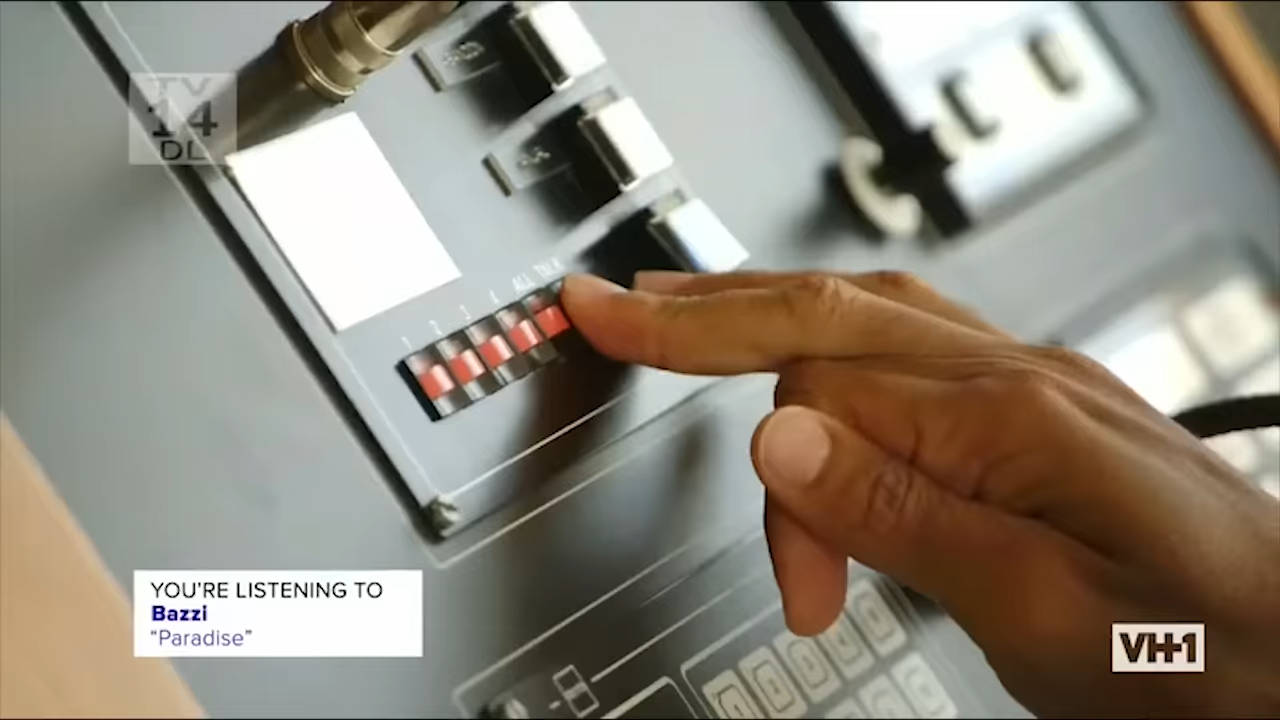 TV
14
DL
1 2 3 4 ALL TALK
YOU'RE LISTENING TO
Bazzi
"Paradise"
VH1